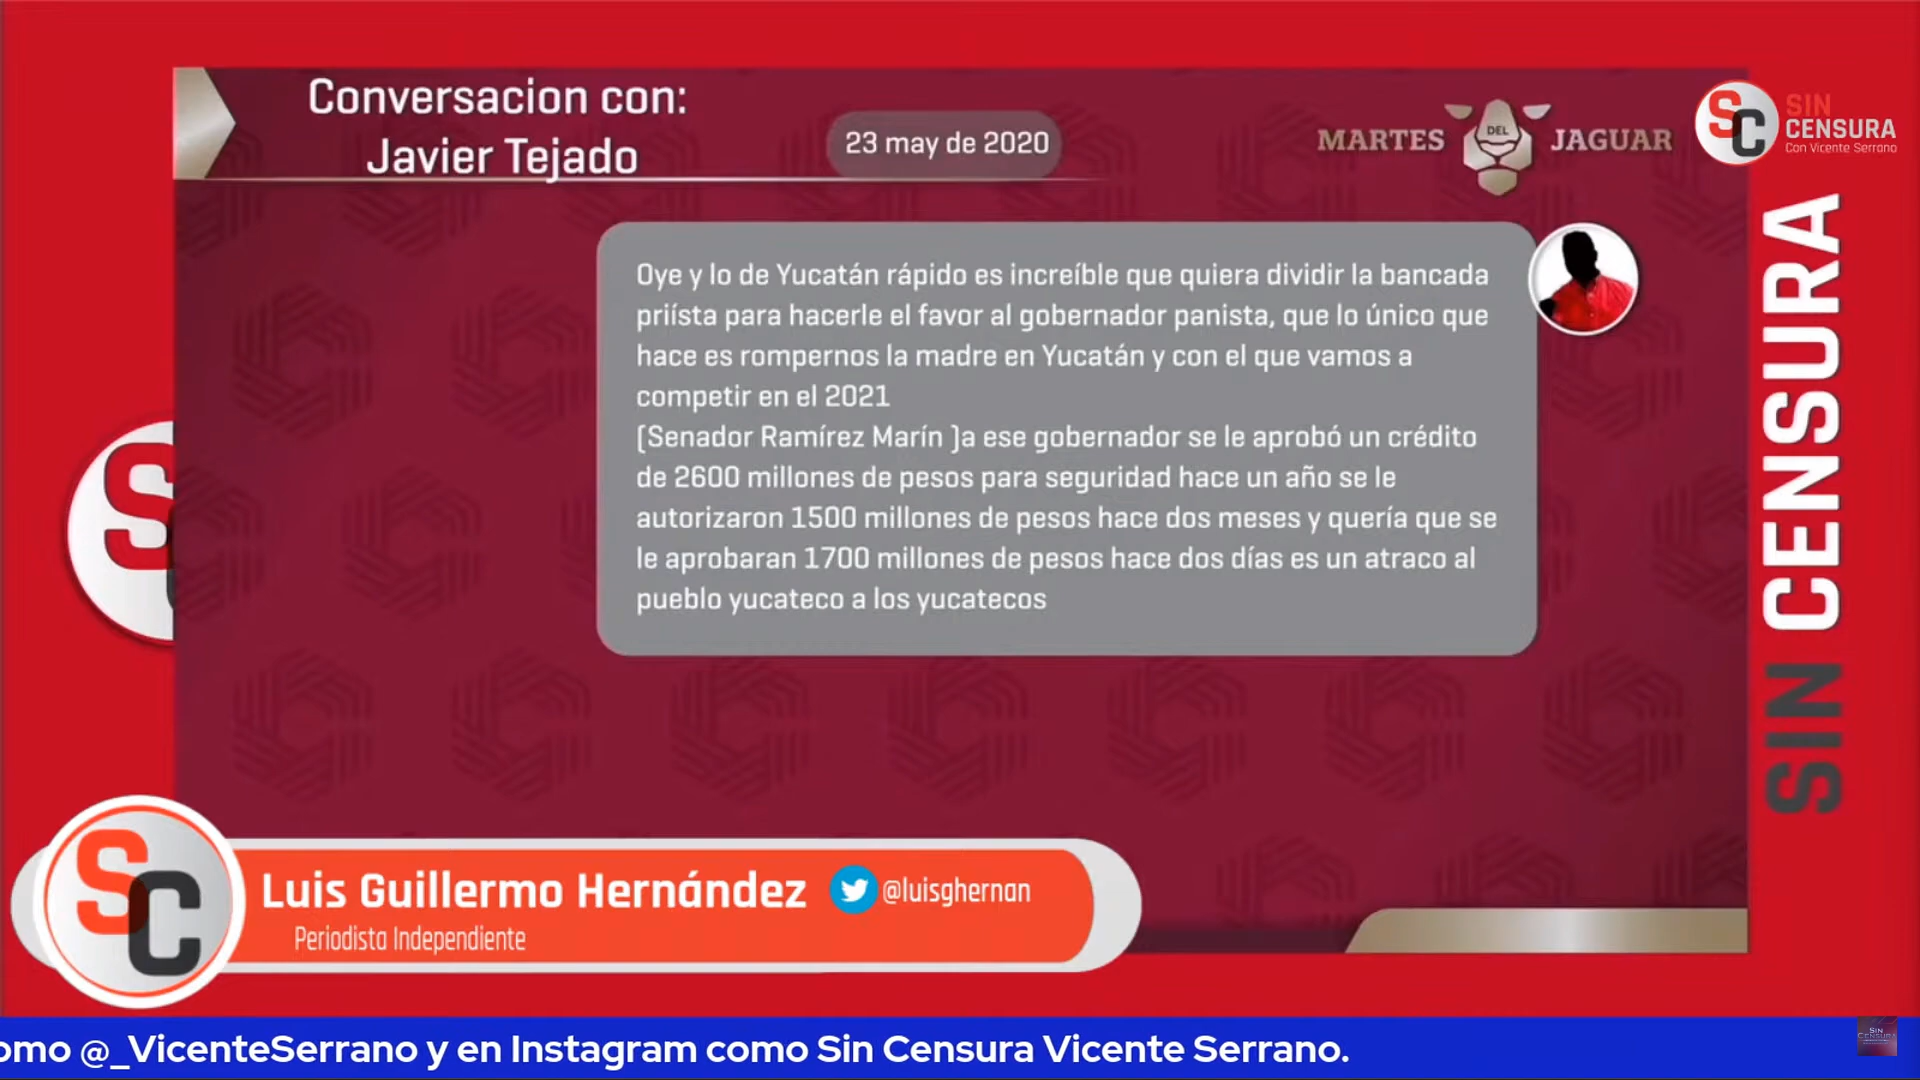 Conversacion con:
Javier Tejado
23 may de 2020
MARTES DEL JAGUAR
SC SIN CENSURA
Con Vicente Serrano
Oye y lo de Yucatán rápido es increíble que quiera dividir la bancada
priísta para hacerle el favor al gobernador panista, que lo único que
hace es rompernos la madre en Yucatán y con el que vamos a
competir en el 2021
(Senador Ramírez Marín )a ese gobernador se le aprobó un crédito
de 2600 millones de pesos para seguridad hace un año se le
autorizaron 1500 millones de pesos hace dos meses y quería que se
le aprobaran 1700 millones de pesos hace dos días es un atraco al
pueblo yucateco a los yucatecos
SIN CENSURA
S
SC
Luis Guillermo Hernández @luisghernan
Periodista Independiente
omo @_VicenteSerrano y en Instagram como Sin Censura Vicente Serrano.
SIN
CENSURA